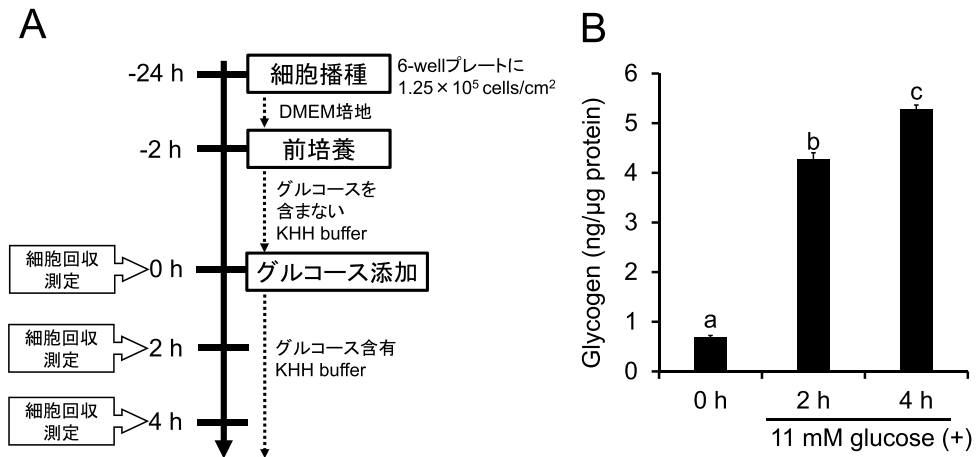 A
-24 h
細胞播種
6-wellプレートに
1.25×10⁵ cells/cm²
DMEM培地
-2 h
前培養
グルコースを
含まない
KHH buffer
細胞回収
測定
0 h
グルコース添加
細胞回収
測定
2 h
グルコース含有
KHH buffer
細胞回収
測定
4 h
B
Glycogen (ng/µg protein)
6
5
4
3
2
1
0
a
b
c
0 h
2 h
4 h
11 mM glucose (+)